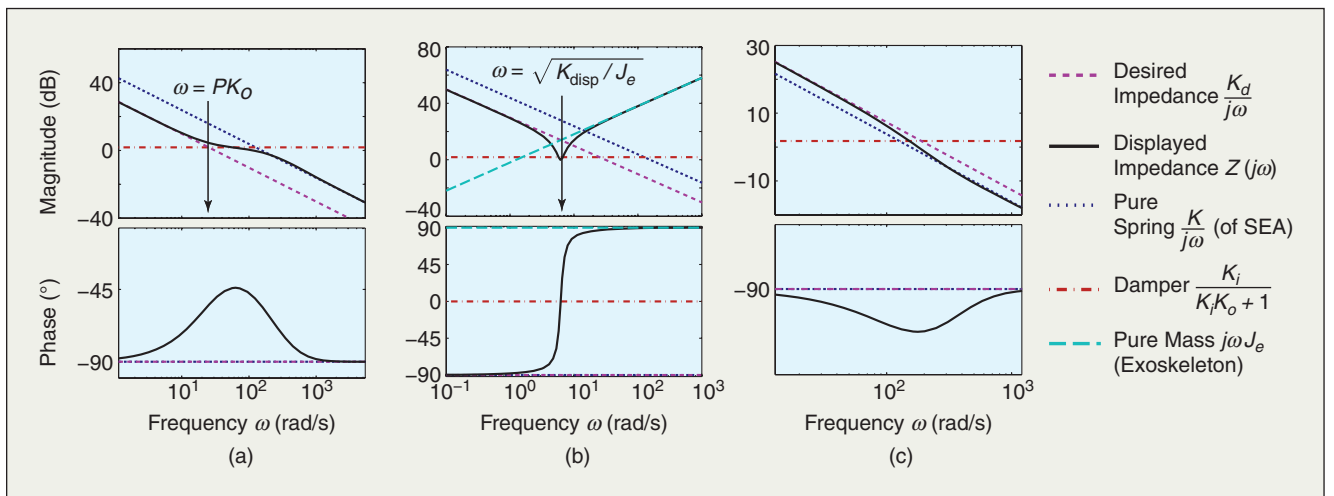 Magnitude (dB)
40
0
−40
ω = PK_o
Phase (°)
−45
−90
10^1
10^2
10^3
Frequency ω (rad/s)
(a)
80
60
40
20
0
−40
ω = √(K_disp / J_e)
90
45
0
−45
−90
10^−1
10^0
10^1
10^2
10^3
Frequency ω (rad/s)
(b)
30
10
−10
−90
10^2
10^3
Frequency ω (rad/s)
(c)
Desired
Impedance K_d/jω
Displayed
Impedance Z (jω)
Pure
Spring K/jω (of SEA)
Damper K_i/(K_iK_o + 1)
Pure Mass jωJ_e
(Exoskeleton)